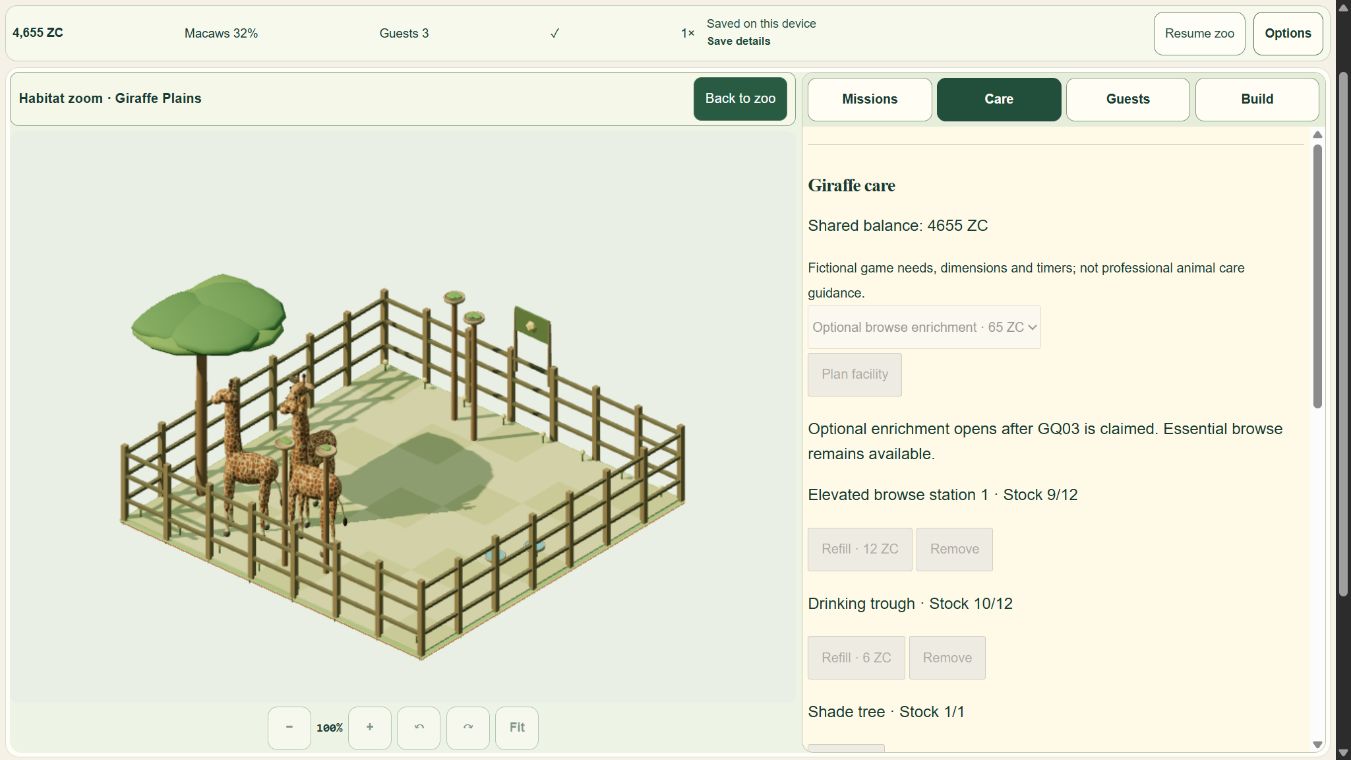 4,655 ZC
Macaws 32%
Guests 3
✓
1×
Saved on this device
Save details
Resume zoo
Options
Habitat zoom · Giraffe Plains
Back to zoo
Missions
Care
Guests
Build
Giraffe care
Shared balance: 4655 ZC
Fictional game needs, dimensions and timers; not professional animal care
guidance.
Optional browse enrichment · 65 ZC
Plan facility
Optional enrichment opens after GQ03 is claimed. Essential browse
remains available.
Elevated browse station 1 · Stock 9/12
Refill · 12 ZC
Remove
Drinking trough · Stock 10/12
Refill · 6 ZC
Remove
Shade tree · Stock 1/1
−
100%
+
Fit